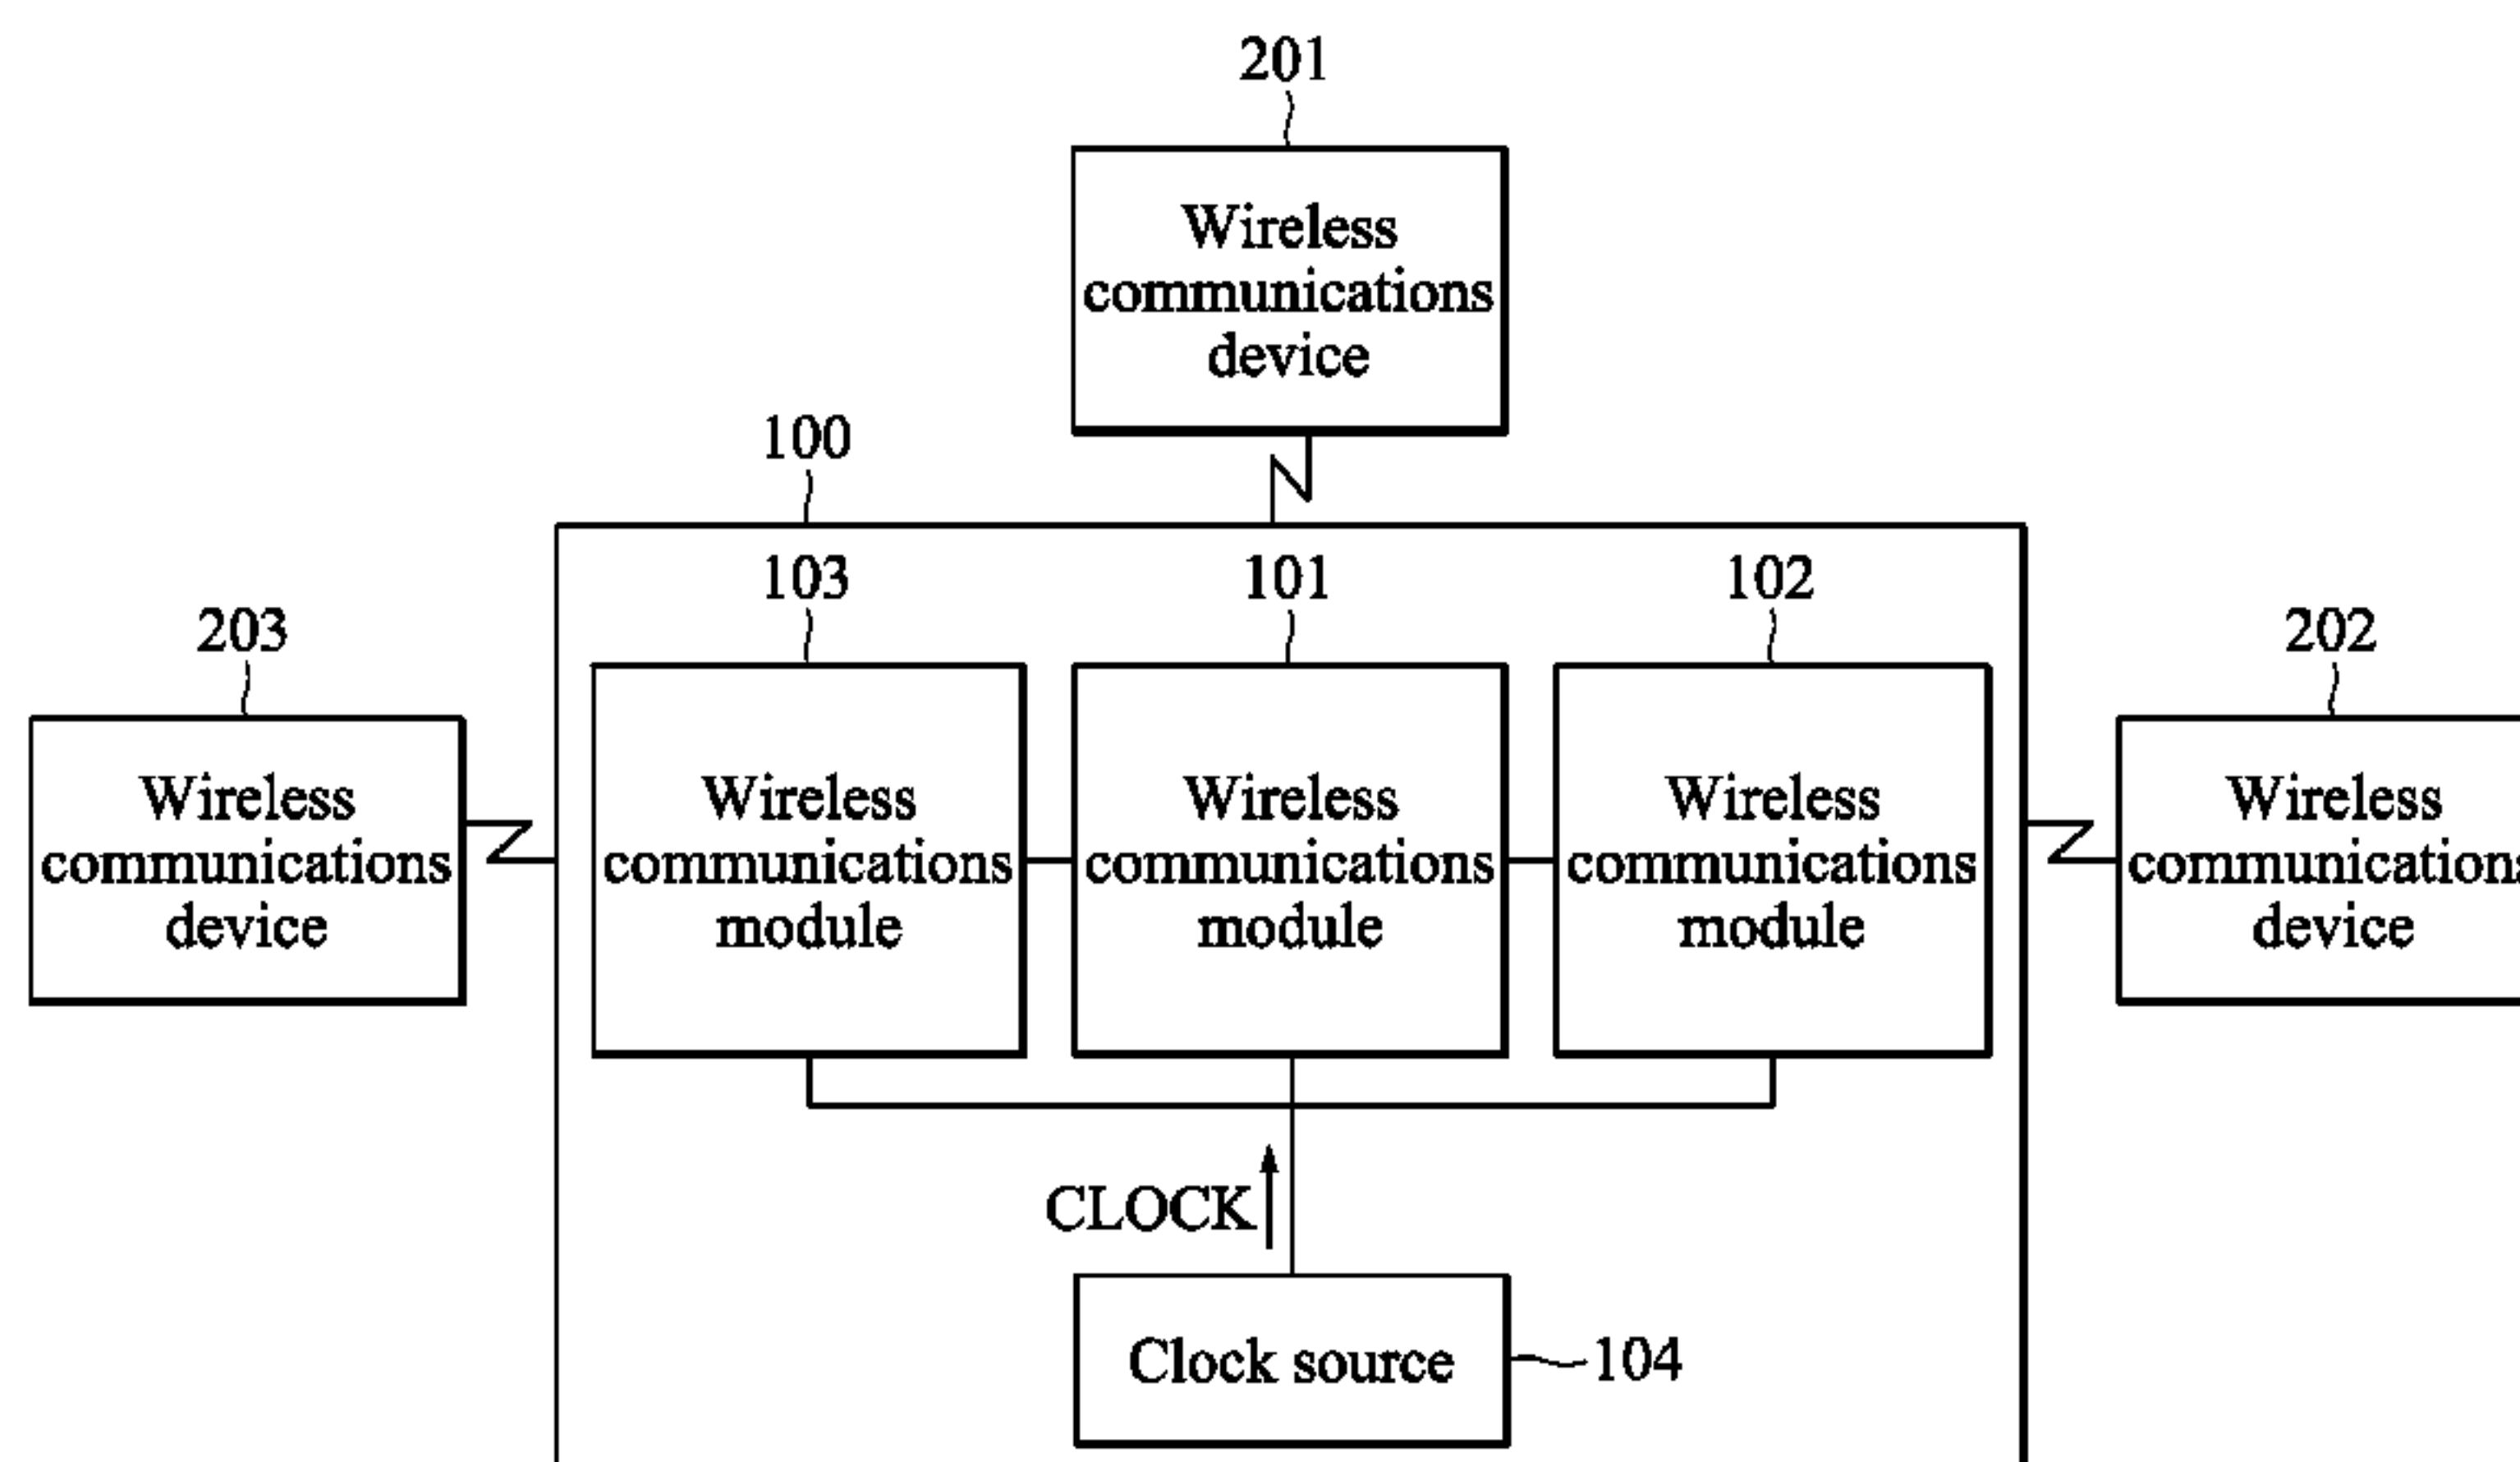 201
Wireless
communications
device
100
103
101
102
203
202
Wireless
communications
device
Wireless
communications
module
Wireless
communications
module
Wireless
communications
module
Wireless
communications
device
CLOCK
Clock source
104